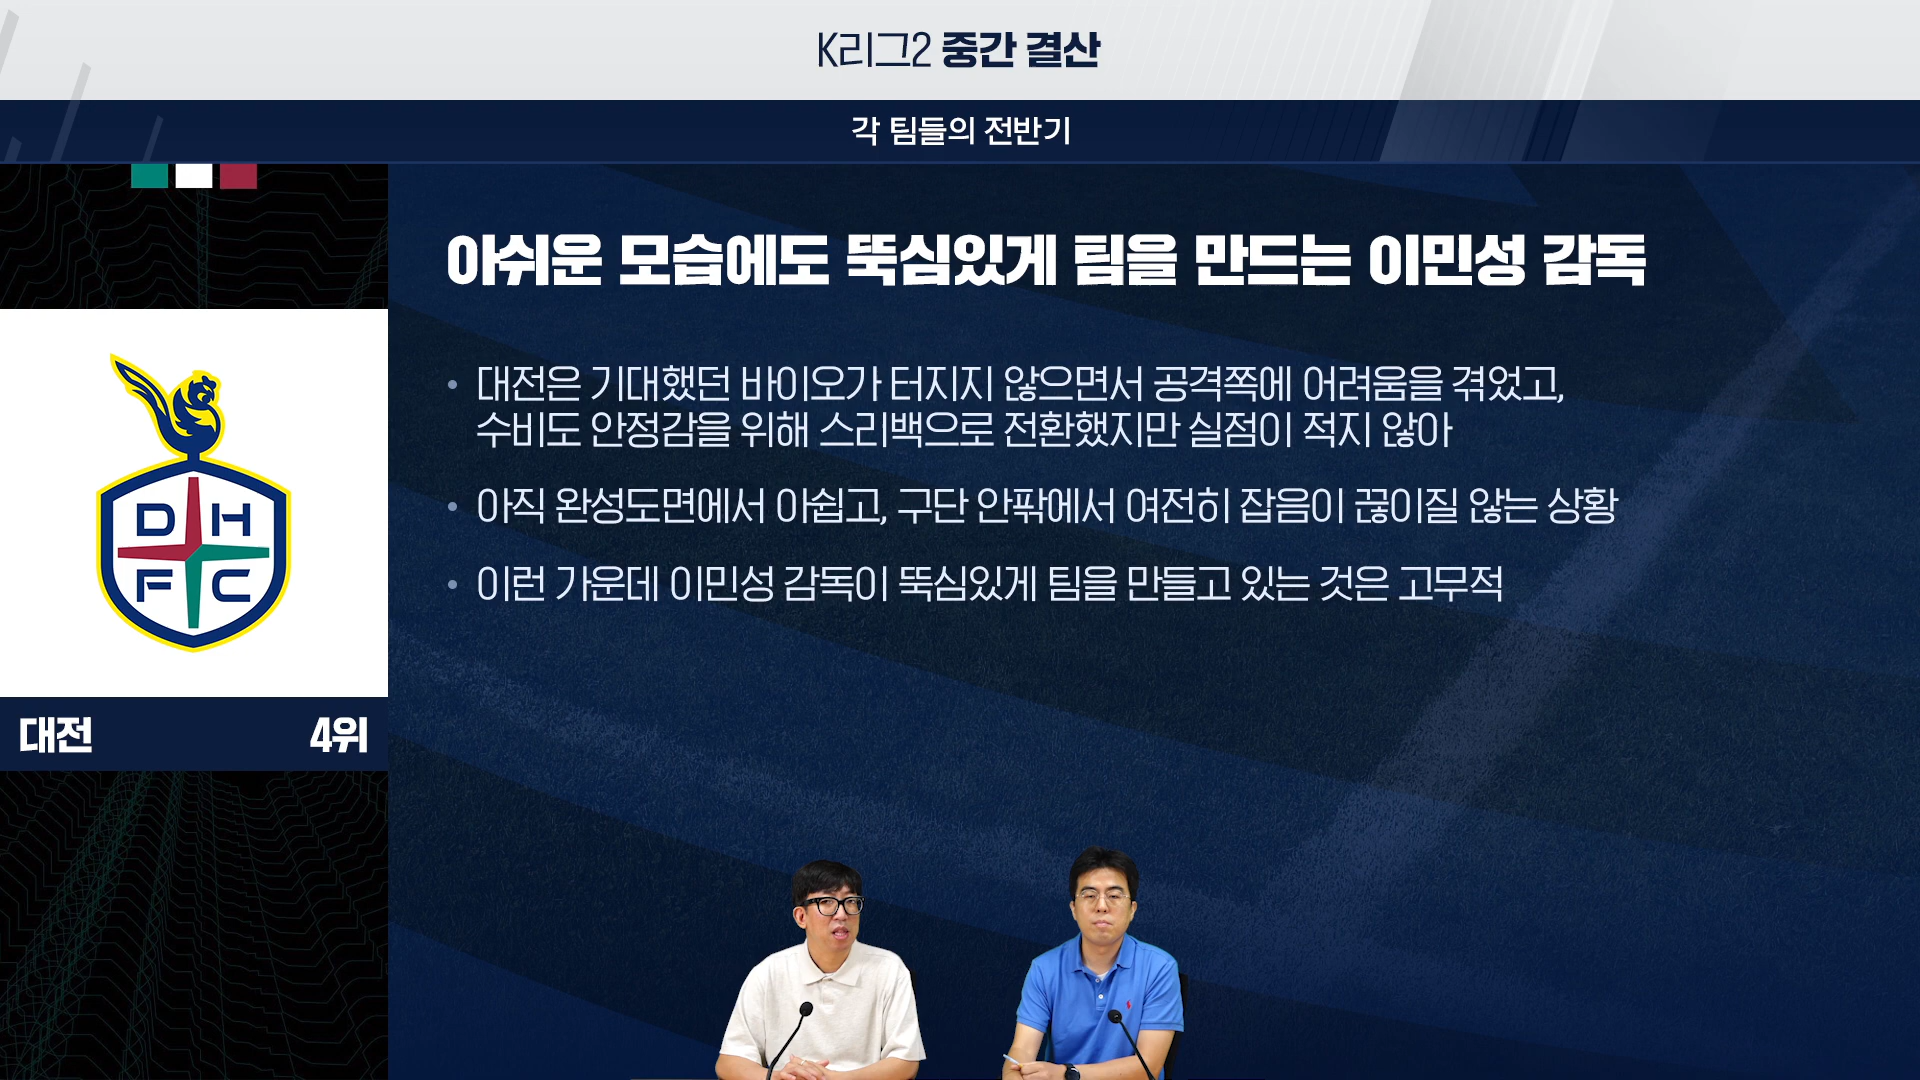 K리그2 중간 결산
각 팀들의 전반기
아쉬운 모습에도 뚝심있게 팀을 만드는 이민성 감독
• 대전은 기대했던 바이오가 터지지 않으면서 공격쪽에 어려움을 겪었고,
수비도 안정감을 위해 스리백으로 전환했지만 실점이 적지 않아
• 아직 완성도면에서 아쉽고, 구단 안팎에서 여전히 잡음이 끊이질 않는 상황
• 이런 가운데 이민성 감독이 뚝심있게 팀을 만들고 있는 것은 고무적
D H
F C
대전 4위